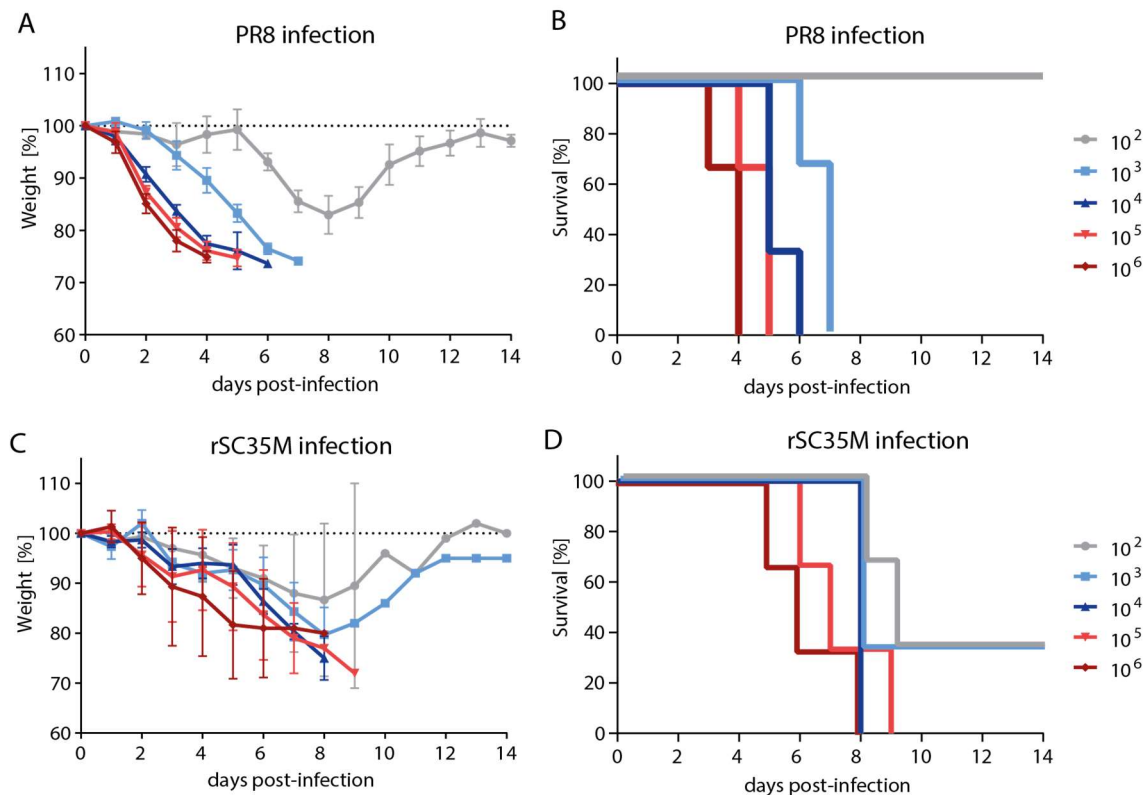 A
PR8 infection
Weight [%]
110
100
90
80
70
60
0 2 4 6 8 10 12 14
days post-infection
B
PR8 infection
Survival [%]
100
80
60
40
20
0
0 2 4 6 8 10 12 14
days post-infection
10²
10³
10⁴
10⁵
10⁶
C
rSC35M infection
Weight [%]
110
100
90
80
70
60
0 2 4 6 8 10 12 14
days post-infection
D
rSC35M infection
Survival [%]
100
80
60
40
20
0
0 2 4 6 8 10 12 14
days post-infection
10²
10³
10⁴
10⁵
10⁶